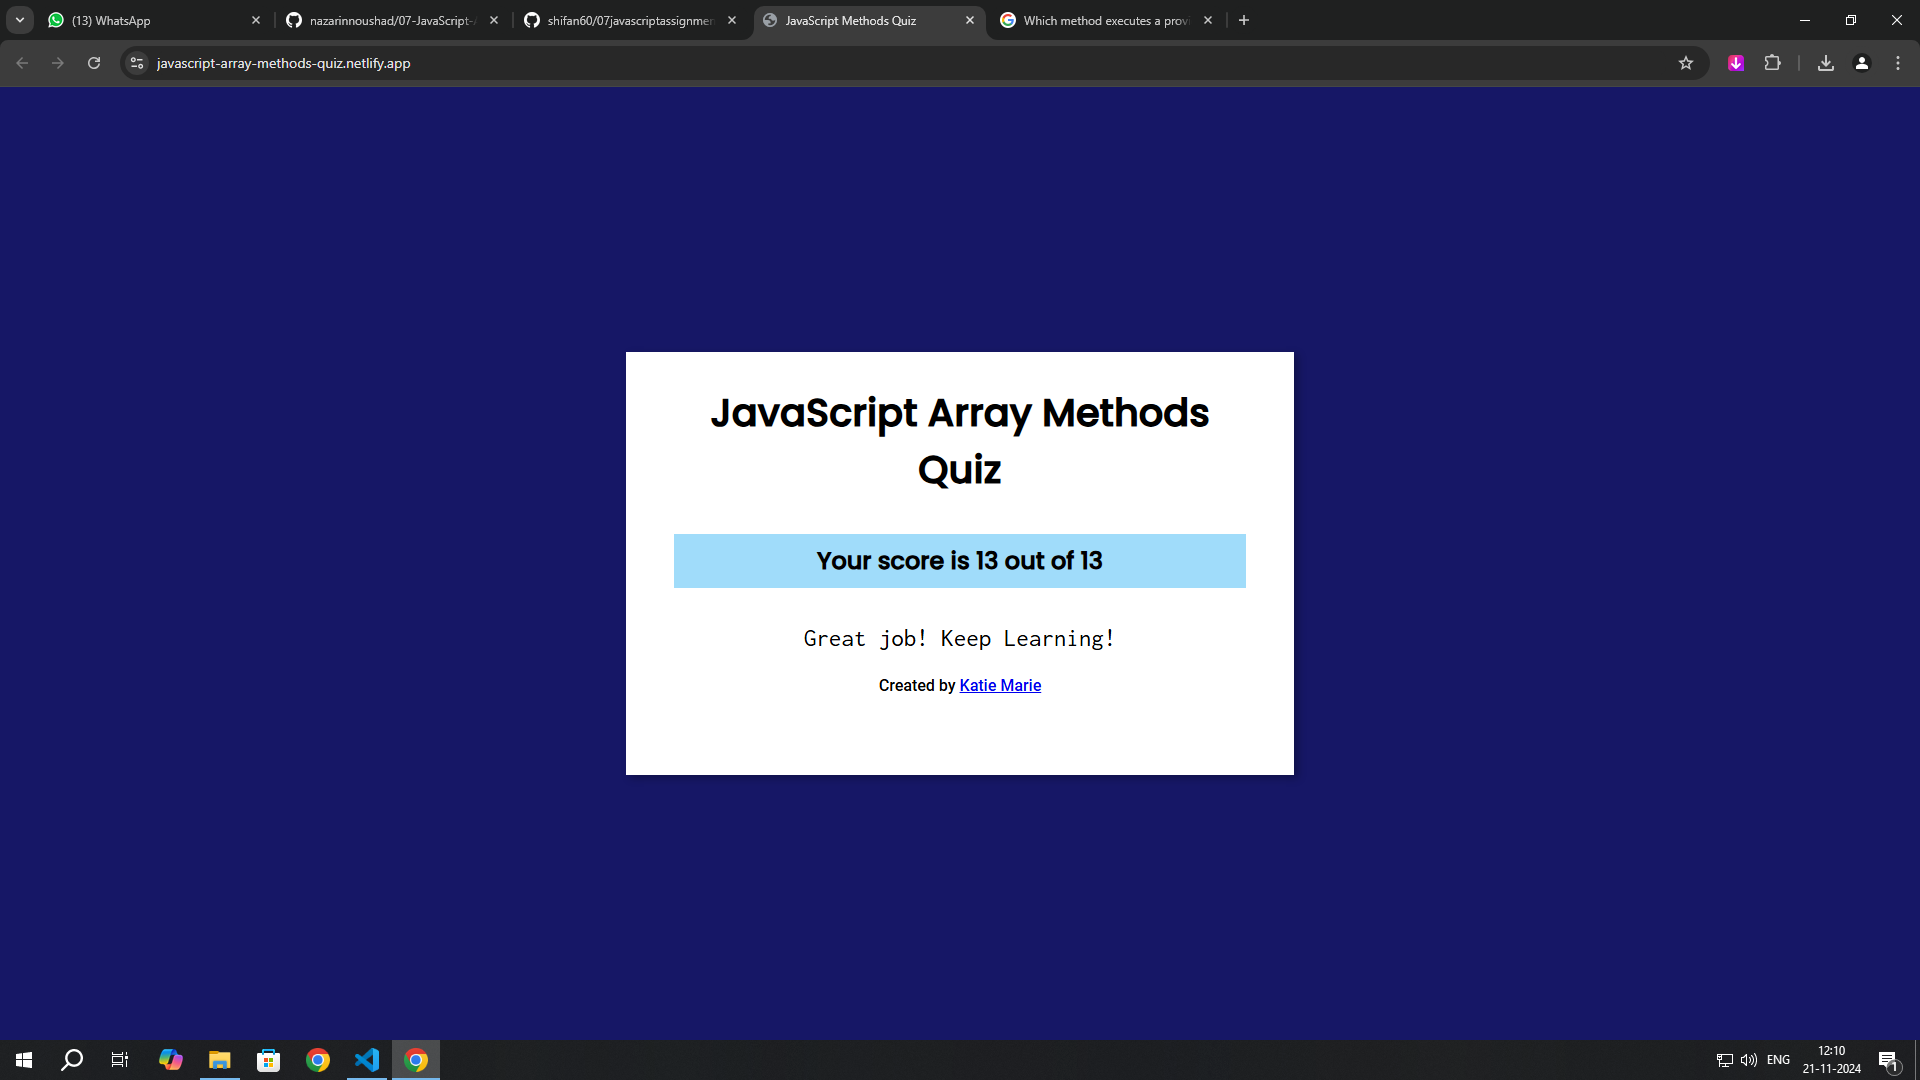 (13) WhatsApp
nazarinnoushad/07-JavaScript-
shifan60/07javascriptassignmen
JavaScript Methods Quiz
Which method executes a provi
javascript-array-methods-quiz.netlify.app
JavaScript Array Methods
Quiz
Your score is 13 out of 13
Great job! Keep Learning!
Created by Katie Marie
ENG
12:10
21-11-2024
1